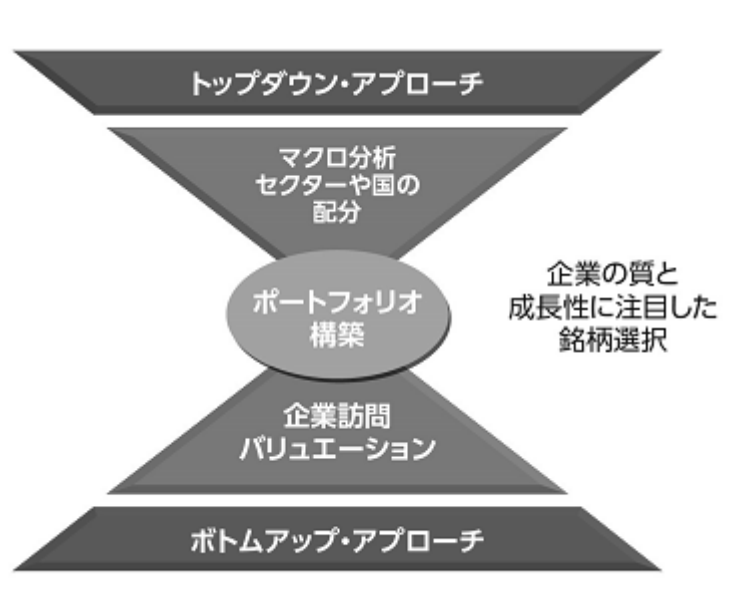 トップダウン・アプローチ
マクロ分析
セクターや国の
配分
ポートフォリオ
構築
企業の質と
成長性に注目した
銘柄選択
企業訪問
バリュエーション
ボトムアップ・アプローチ